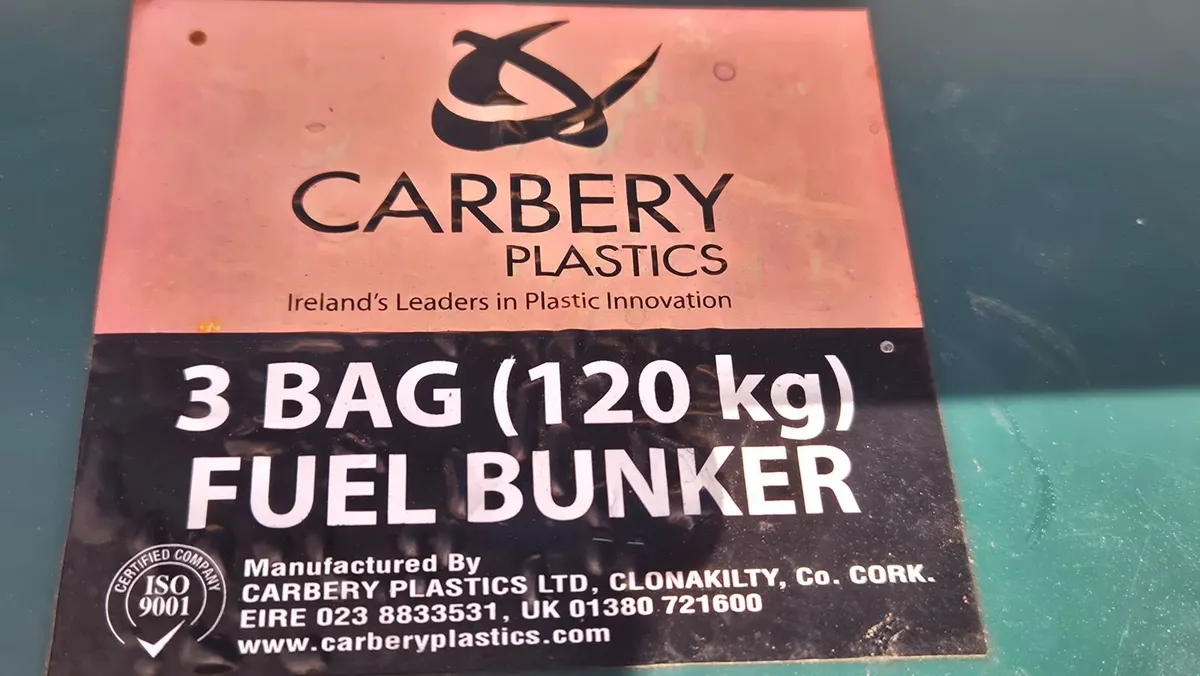 CARBERY
PLASTICS
Ireland's Leaders in Plastic Innovation
3 BAG (120 kg)
FUEL BUNKER
CERTIFIED COMPANY
ISO
9001
Manufactured By
CARBERY PLASTICS LTD, CLONAKILTY, Co. CORK.
EIRE 023 8833531, UK 01380 721600
www.carberyplastics.com